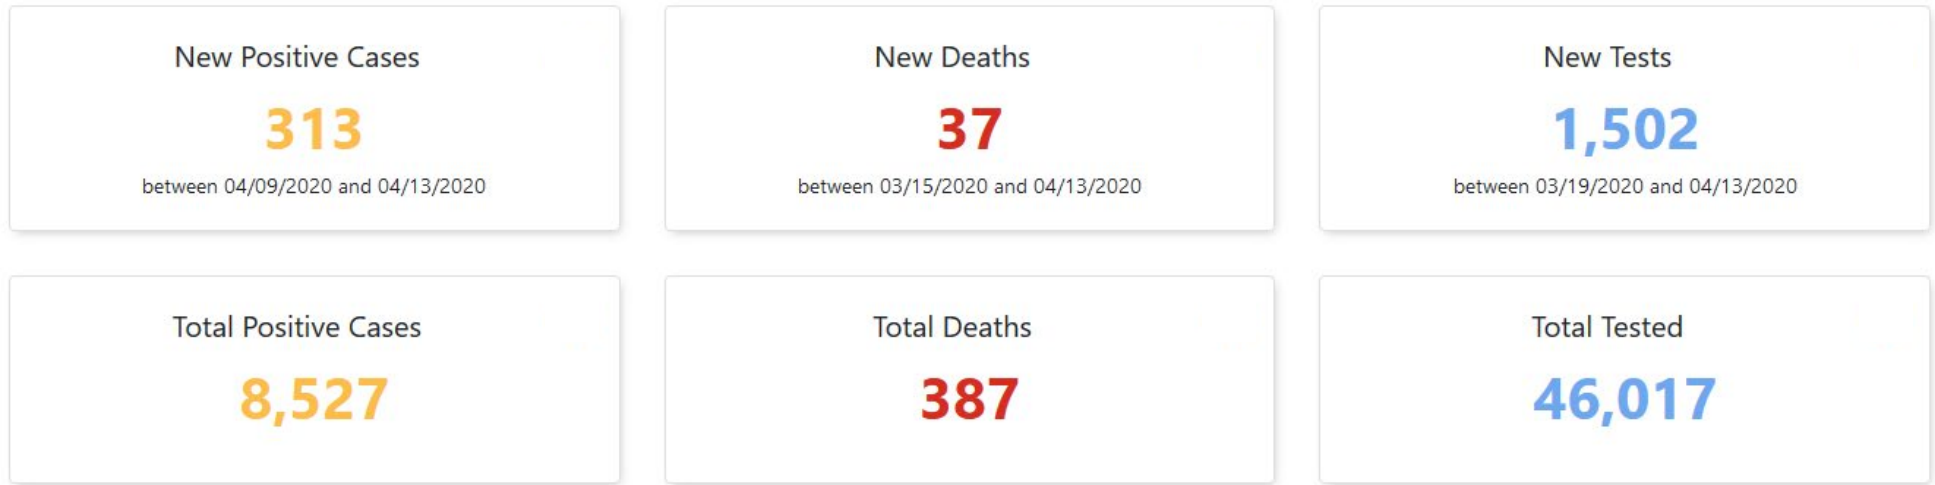 New Positive Cases
313
between 04/09/2020 and 04/13/2020
New Deaths
37
between 03/15/2020 and 04/13/2020
New Tests
1,502
between 03/19/2020 and 04/13/2020
Total Positive Cases
8,527
Total Deaths
387
Total Tested
46,017